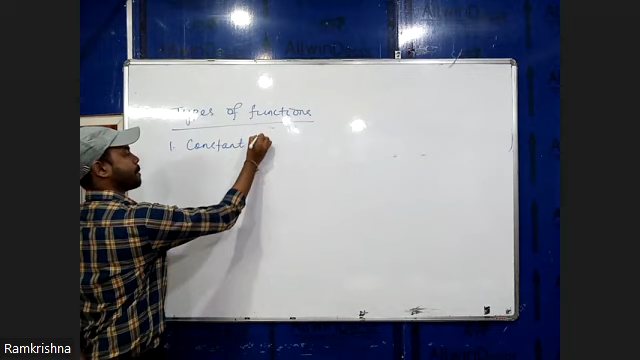 Types of functions
1. Constant
Ramkrishna